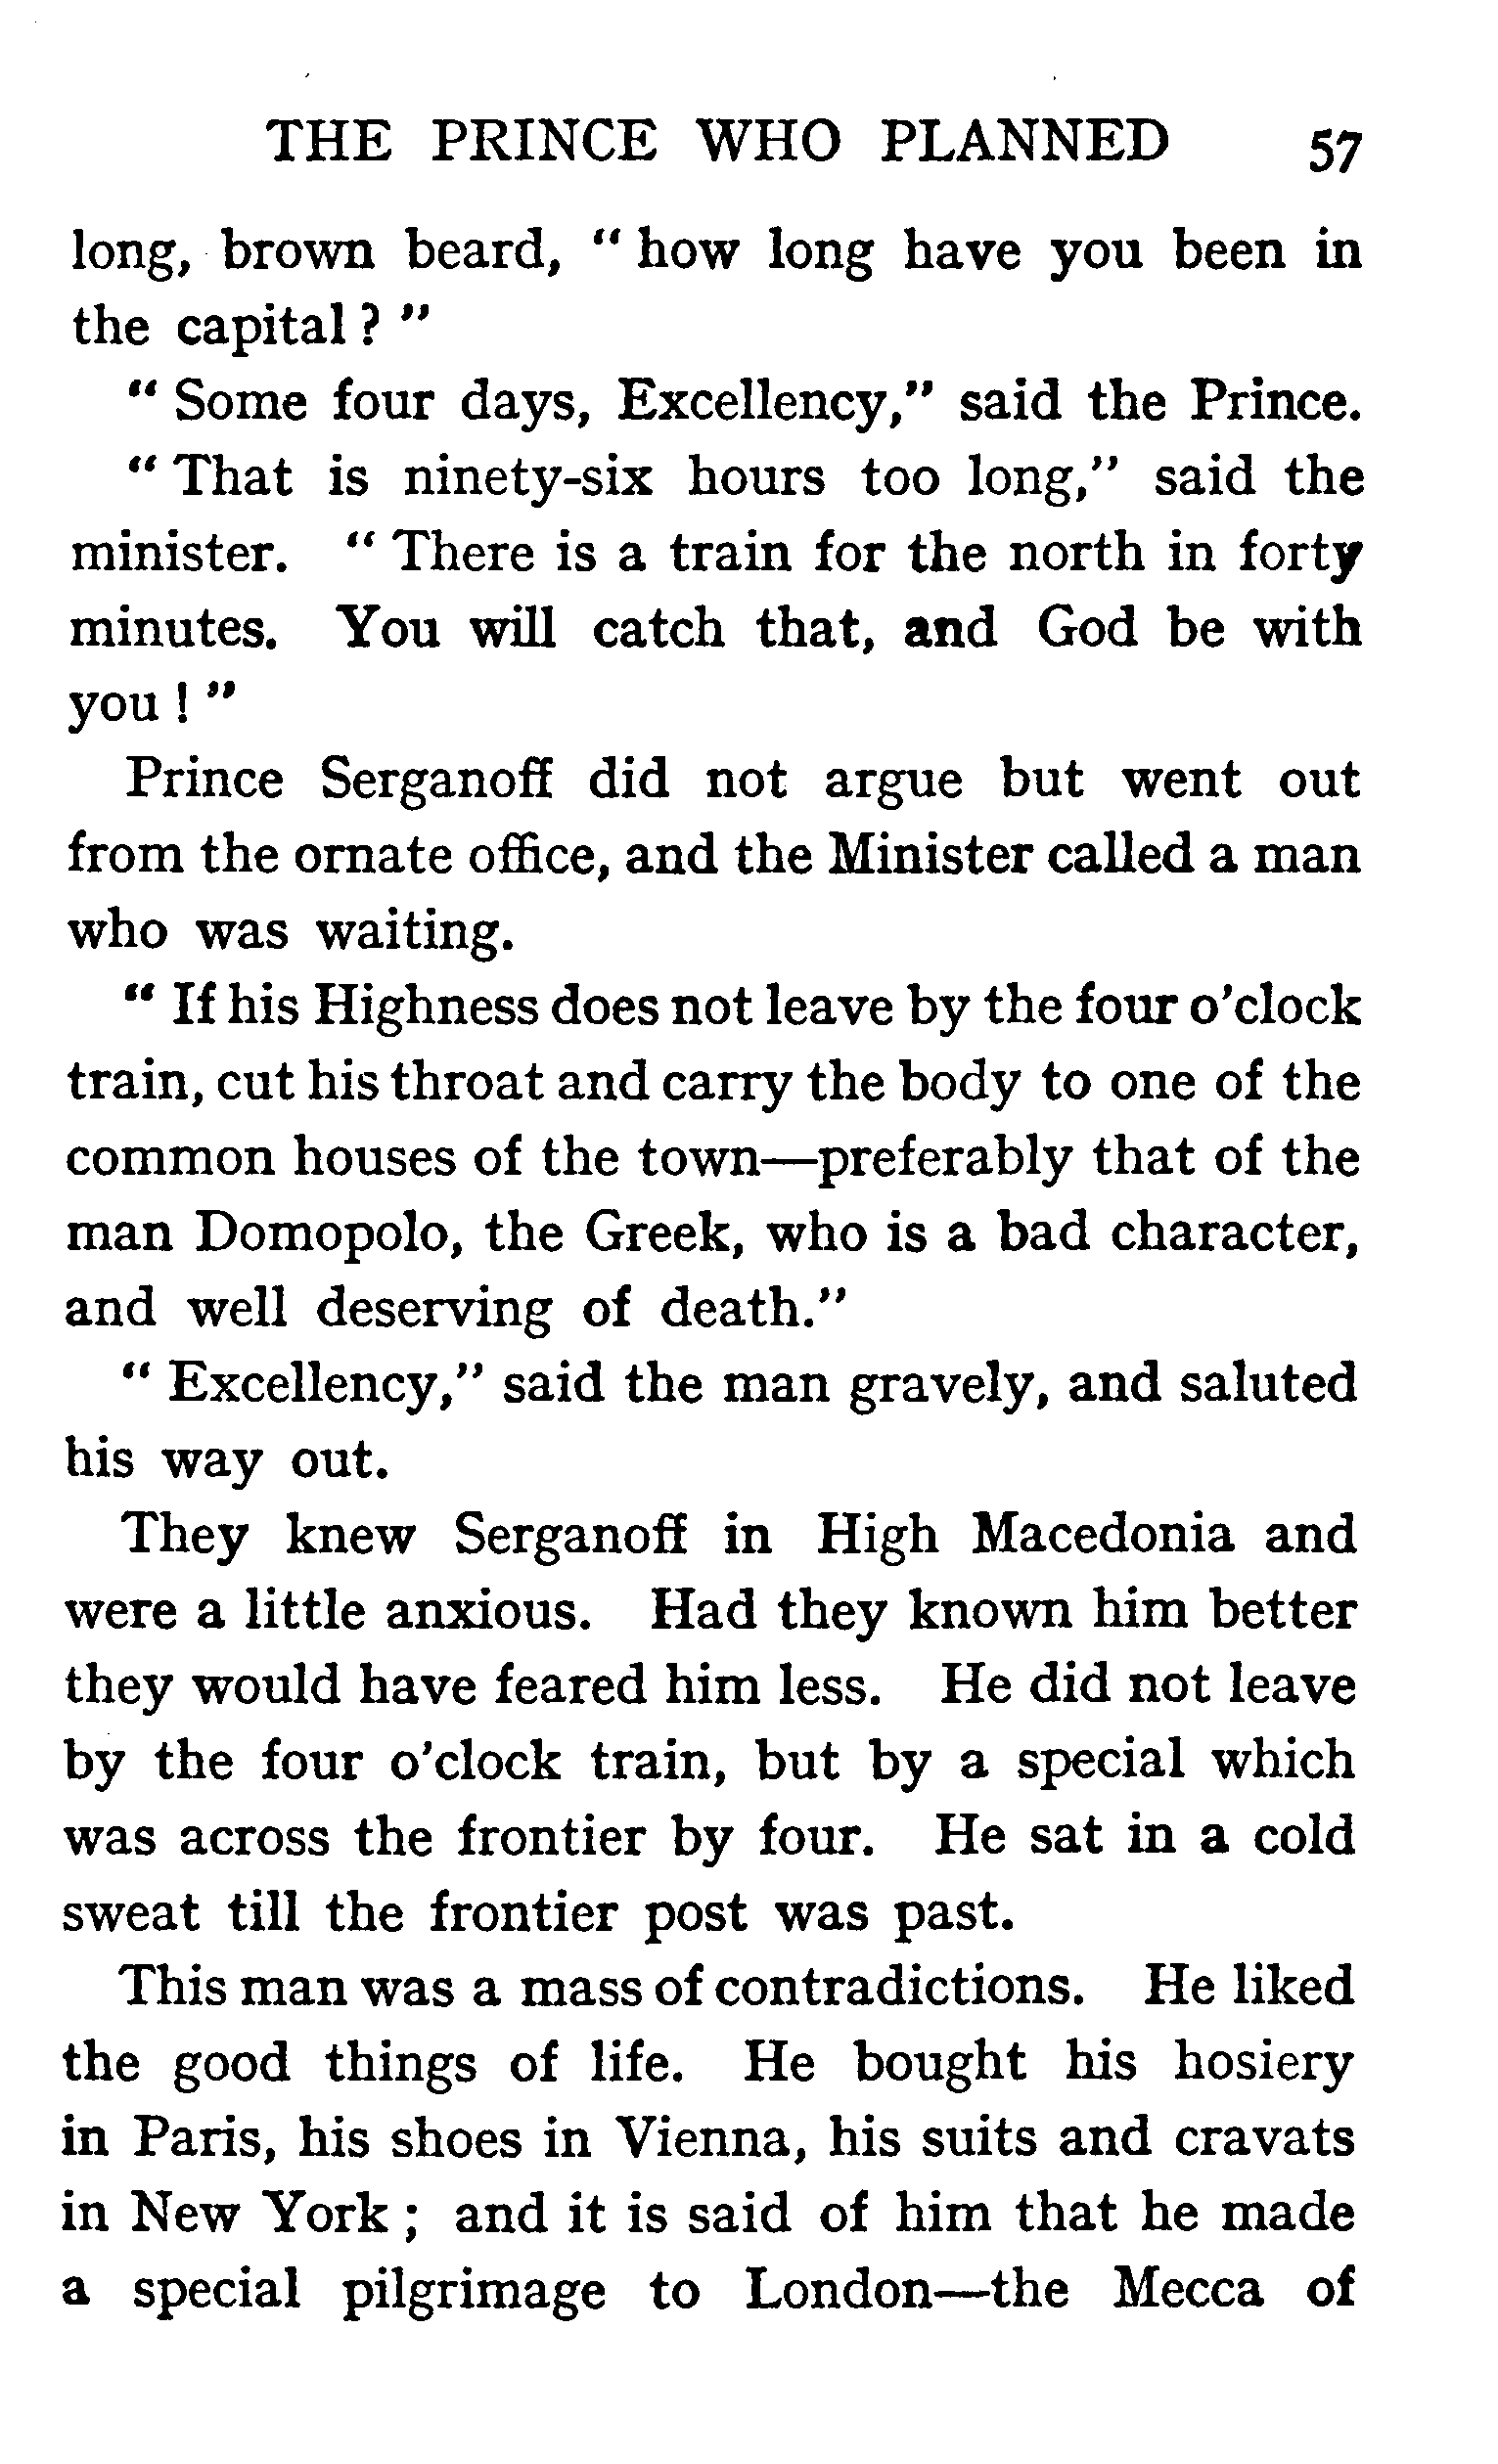 THE PRINCE WHO PLANNED 57
long, brown beard, “ how long have you been in
the capital ? ”
“ Some four days, Excellency,” said the Prince.
“ That is ninety-six hours too long,” said the
minister. “ There is a train for the north in forty
minutes. You will catch that, and God be with
you ! ”
Prince Serganoff did not argue but went out
from the ornate office, and the Minister called a man
who was waiting.
“ If his Highness does not leave by the four o’clock
train, cut his throat and carry the body to one of the
common houses of the town—preferably that of the
man Domopolo, the Greek, who is a bad character,
and well deserving of death.”
“ Excellency,” said the man gravely, and saluted
his way out.
They knew Serganoff in High Macedonia and
were a little anxious. Had they known him better
they would have feared him less. He did not leave
by the four o’clock train, but by a special which
was across the frontier by four. He sat in a cold
sweat till the frontier post was past.
This man was a mass of contradictions. He liked
the good things of life. He bought his hosiery
in Paris, his shoes in Vienna, his suits and cravats
in New York ; and it is said of him that he made
a special pilgrimage to London—the Mecca of